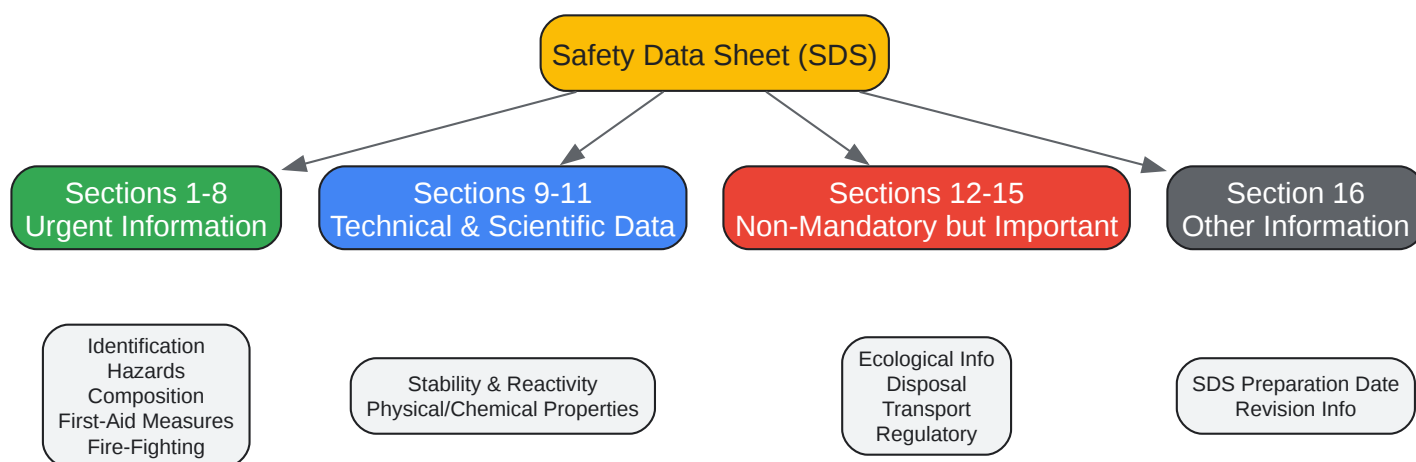 Safety Data Sheet (SDS)
Sections 1-8
Urgent Information
Sections 9-11
Technical & Scientific Data
Sections 12-15
Non-Mandatory but Important
Section 16
Other Information
Identification
Hazards
Composition
First-Aid Measures
Fire-Fighting
Stability & Reactivity
Physical/Chemical Properties
Ecological Info
Disposal
Transport
Regulatory
SDS Preparation Date
Revision Info